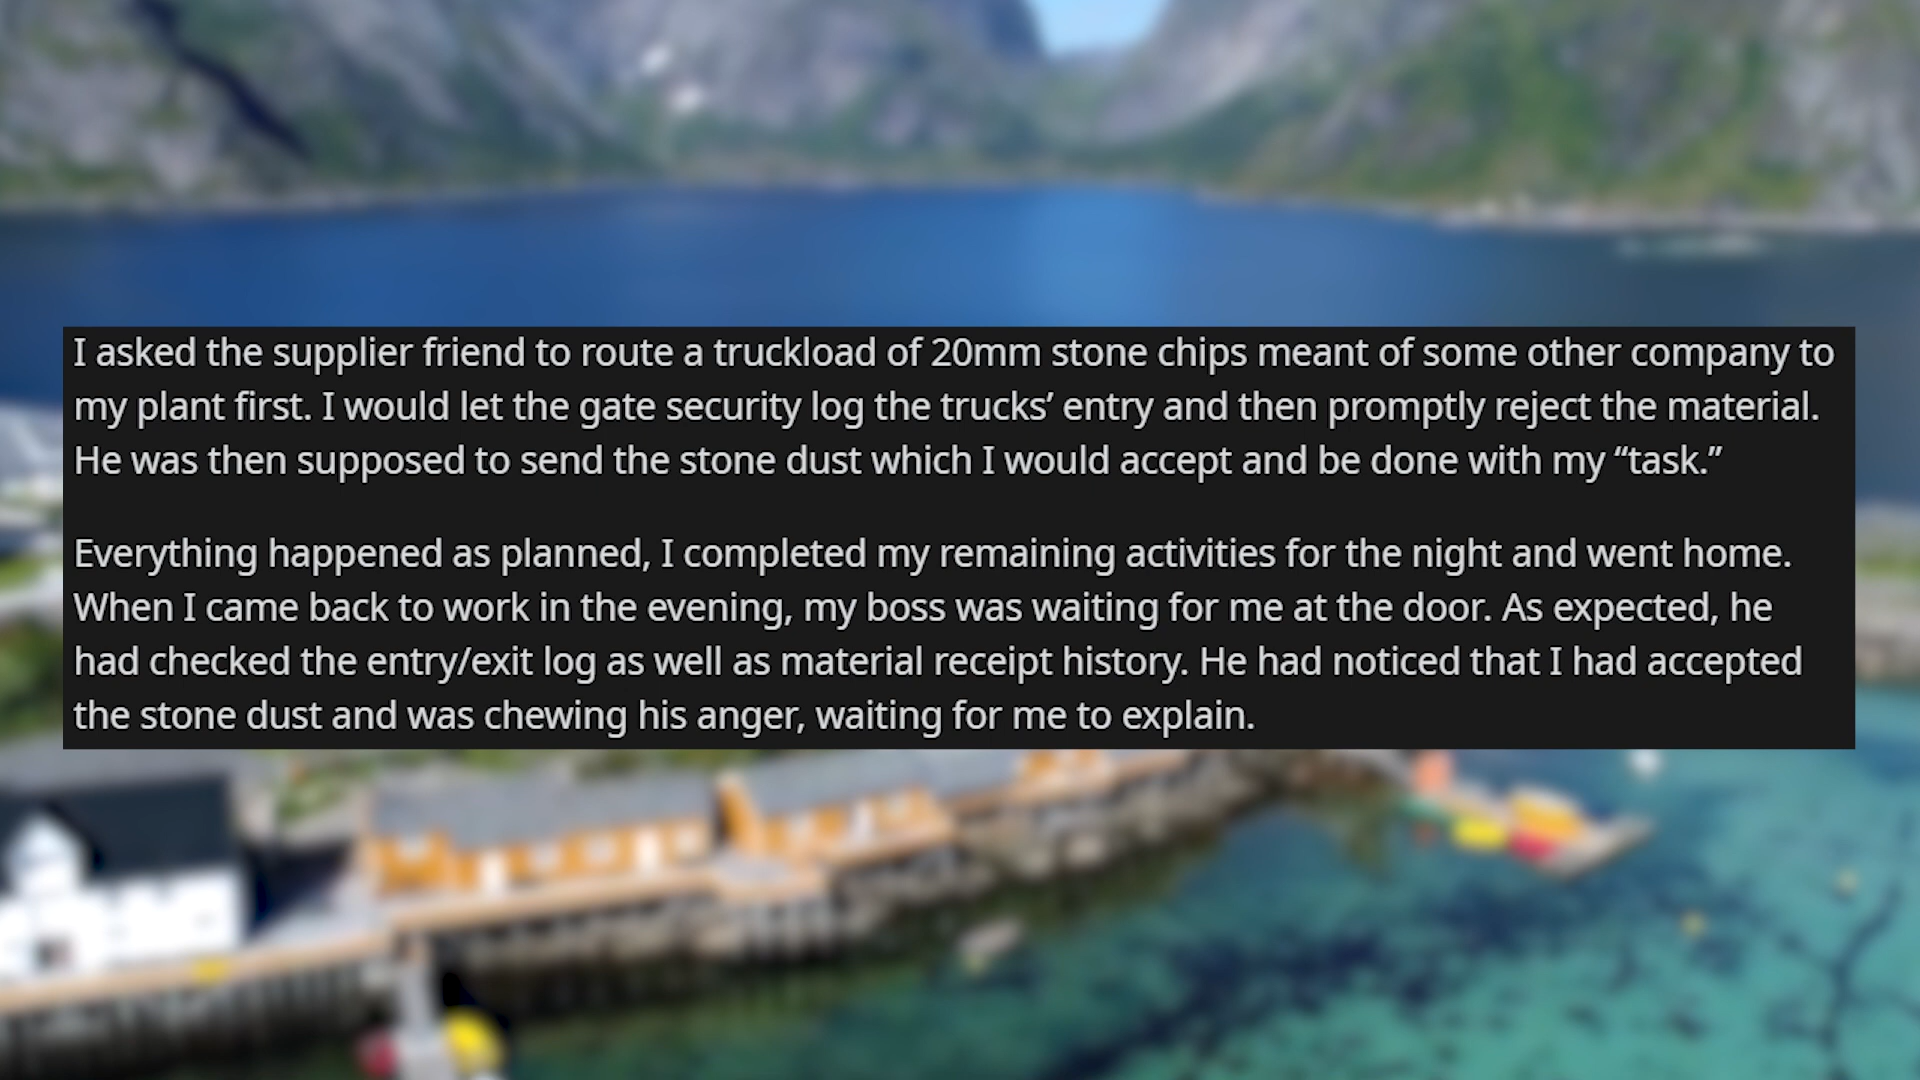 I asked the supplier friend to route a truckload of 20mm stone chips meant of some other company to
my plant first. I would let the gate security log the trucks’ entry and then promptly reject the material.
He was then supposed to send the stone dust which I would accept and be done with my “task.”
Everything happened as planned, I completed my remaining activities for the night and went home.
When I came back to work in the evening, my boss was waiting for me at the door. As expected, he
had checked the entry/exit log as well as material receipt history. He had noticed that I had accepted
the stone dust and was chewing his anger, waiting for me to explain.